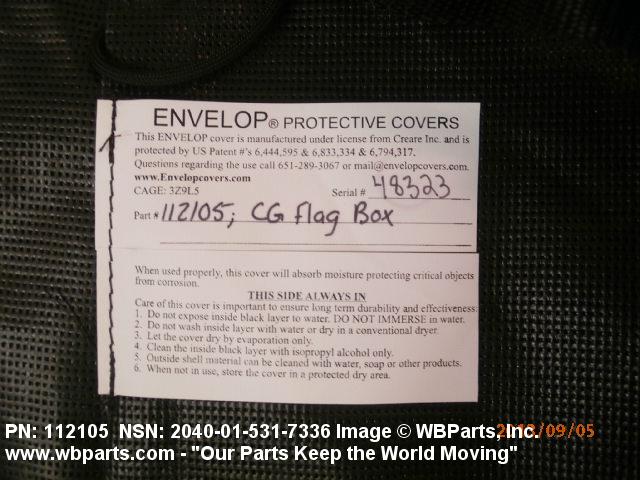 ENVELOP® PROTECTIVE COVERS
This ENVELOP cover is manufactured under license from Creare Inc. and is
protected by US Patent #'s 6,444,595 & 6,833,334 & 6,794,317.
Questions regarding the use call 651-289-3067 or mail@envelopcovers.com.
www.Envelopcovers.com
CAGE: 3Z9L5 Serial # 48323
Part # 112105; CG Flag Box
When used properly, this cover will absorb moisture protecting critical objects
from corrosion.
THIS SIDE ALWAYS IN
Care of this cover is important to ensure long term durability and effectiveness:
1. Do not expose inside black layer to water. DO NOT IMMERSE in water.
2. Do not wash inside layer with water or dry in a conventional dryer.
3. Let the cover dry by evaporation only.
4. Clean the inside black layer with isopropyl alcohol only.
5. Outside shell material can be cleaned with water, soap or other products.
6. When not in use, store the cover in a protected dry area.
PN: 112105 NSN: 2040-01-531-7336 Image © WBParts, Inc.
2013/09/05
www.wbparts.com - "Our Parts Keep the World Moving"